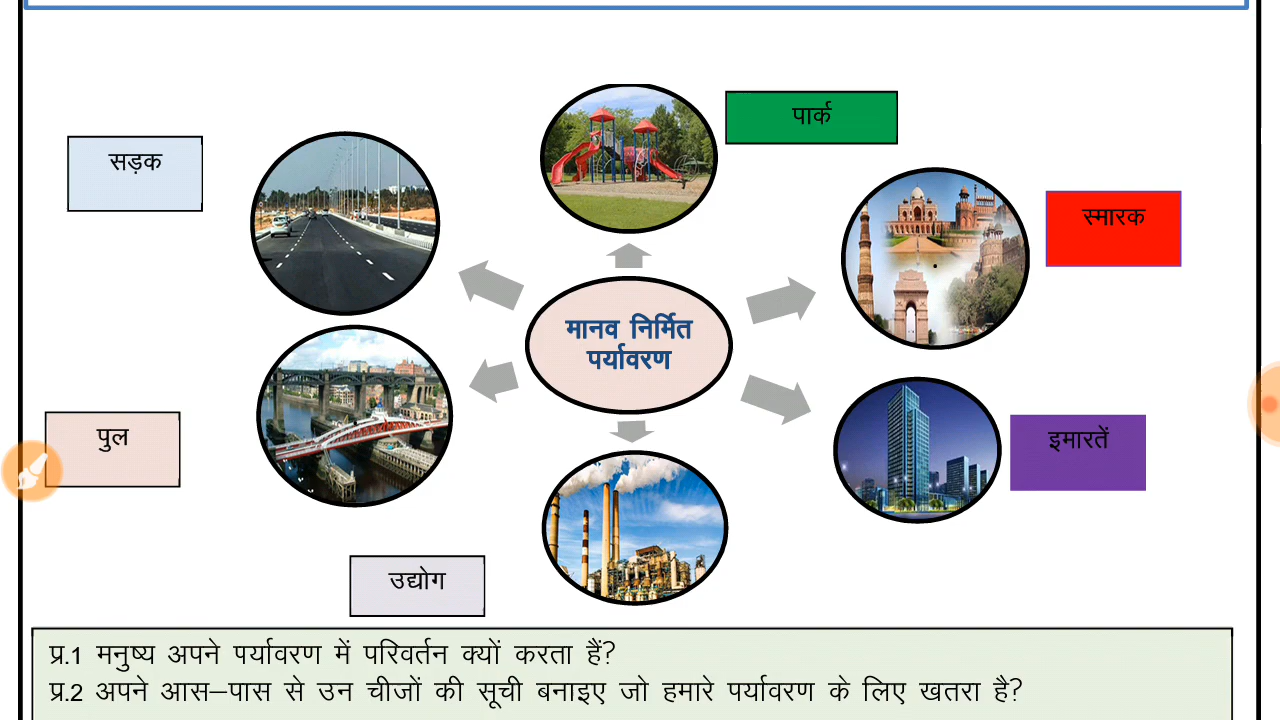 पार्क
सड़क
स्मारक
मानव निर्मित
पर्यावरण
पुल
इमारतें
उद्योग
प्र.1 मनुष्य अपने पर्यावरण में परिवर्तन क्यों करता हैं?
प्र.2 अपने आस–पास से उन चीजों की सूची बनाइए जो हमारे पर्यावरण के लिए खतरा है?